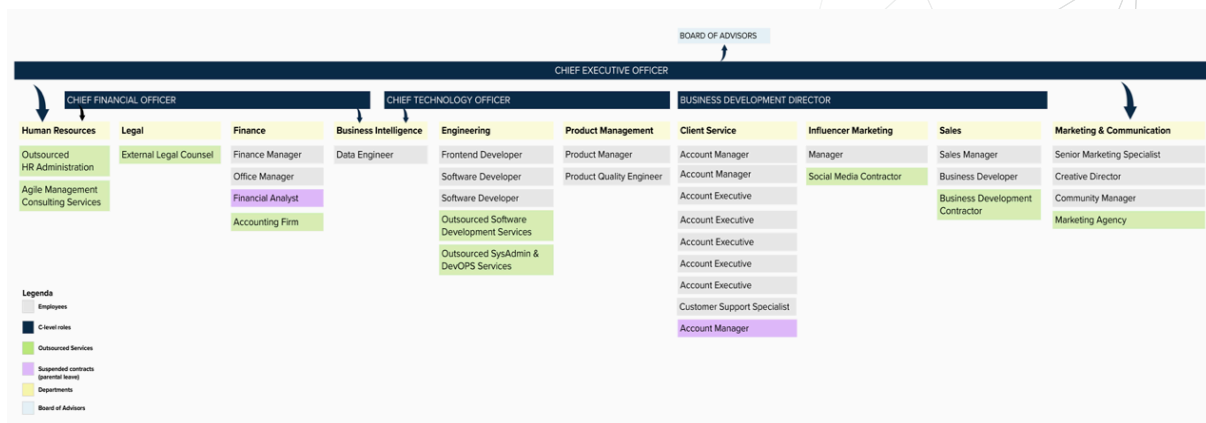 BOARD OF ADVISORS
CHIEF EXECUTIVE OFFICER
CHIEF FINANCIAL OFFICER
CHIEF TECHNOLOGY OFFICER
BUSINESS DEVELOPMENT DIRECTOR
Human Resources
Outsourced
HR Administration
Agile Management
Consulting Services
Legal
External Legal Counsel
Finance
Finance Manager
Office Manager
Financial Analyst
Accounting Firm
Business Intelligence
Data Engineer
Engineering
Frontend Developer
Software Developer
Software Developer
Outsourced Software
Development Services
Outsourced SysAdmin &
DevOPS Services
Product Management
Product Manager
Product Quality Engineer
Client Service
Account Manager
Account Manager
Account Executive
Account Executive
Account Executive
Account Executive
Account Executive
Customer Support Specialist
Account Manager
Influencer Marketing
Manager
Social Media Contractor
Sales
Sales Manager
Business Developer
Business Development
Contractor
Marketing & Communication
Senior Marketing Specialist
Creative Director
Community Manager
Marketing Agency
Legenda
Employees
C-level roles
Outsourced Services
Suspended contracts
(parental leave)
Departments
Board of Advisors